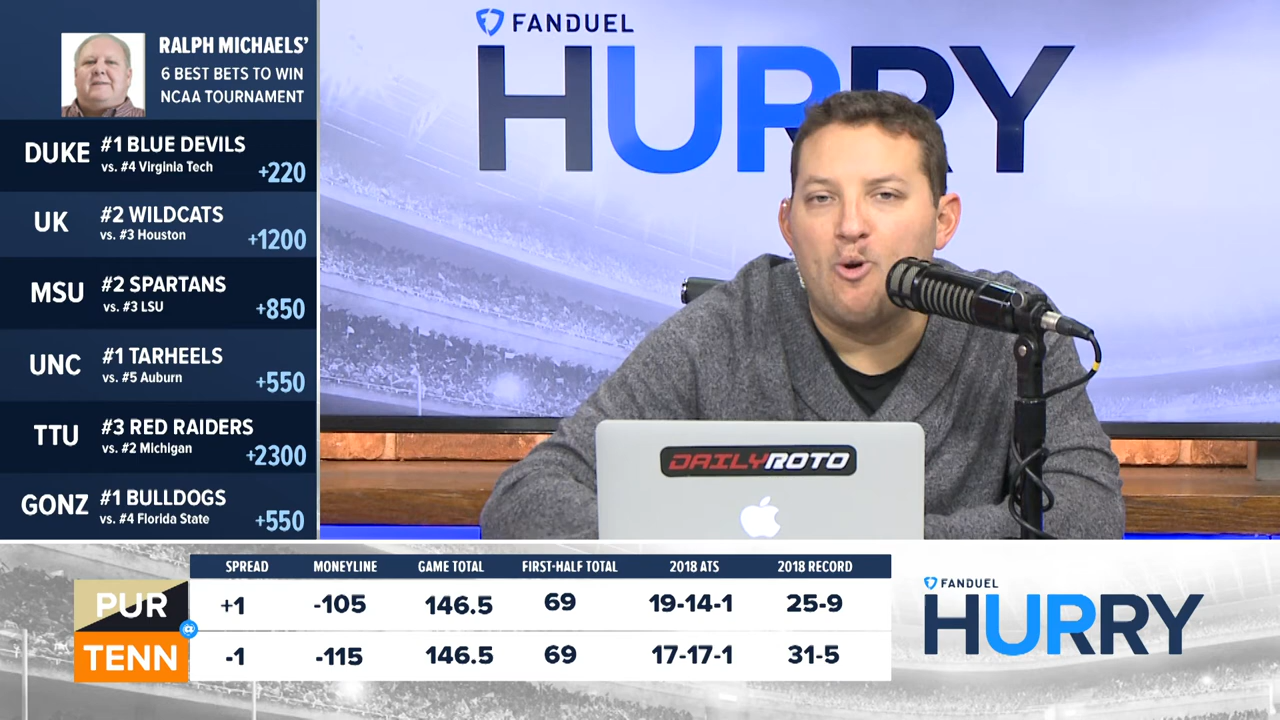 RALPH MICHAELS'
6 BEST BETS TO WIN
NCAA TOURNAMENT
DUKE
#1 BLUE DEVILS
vs. #4 Virginia Tech
+220
UK
#2 WILDCATS
vs. #3 Houston
+1200
MSU
#2 SPARTANS
vs. #3 LSU
+850
UNC
#1 TARHEELS
vs. #5 Auburn
+550
TTU
#3 RED RAIDERS
vs. #2 Michigan
+2300
GONZ
#1 BULLDOGS
vs. #4 Florida State
+550
FANDUEL
HURRY
DAILYROTO
SPREAD MONEYLINE GAME TOTAL FIRST-HALF TOTAL 2018 ATS 2018 RECORD
PUR +1 -105 146.5 69 19-14-1 25-9
@
TENN -1 -115 146.5 69 17-17-1 31-5
FANDUEL
HURRY